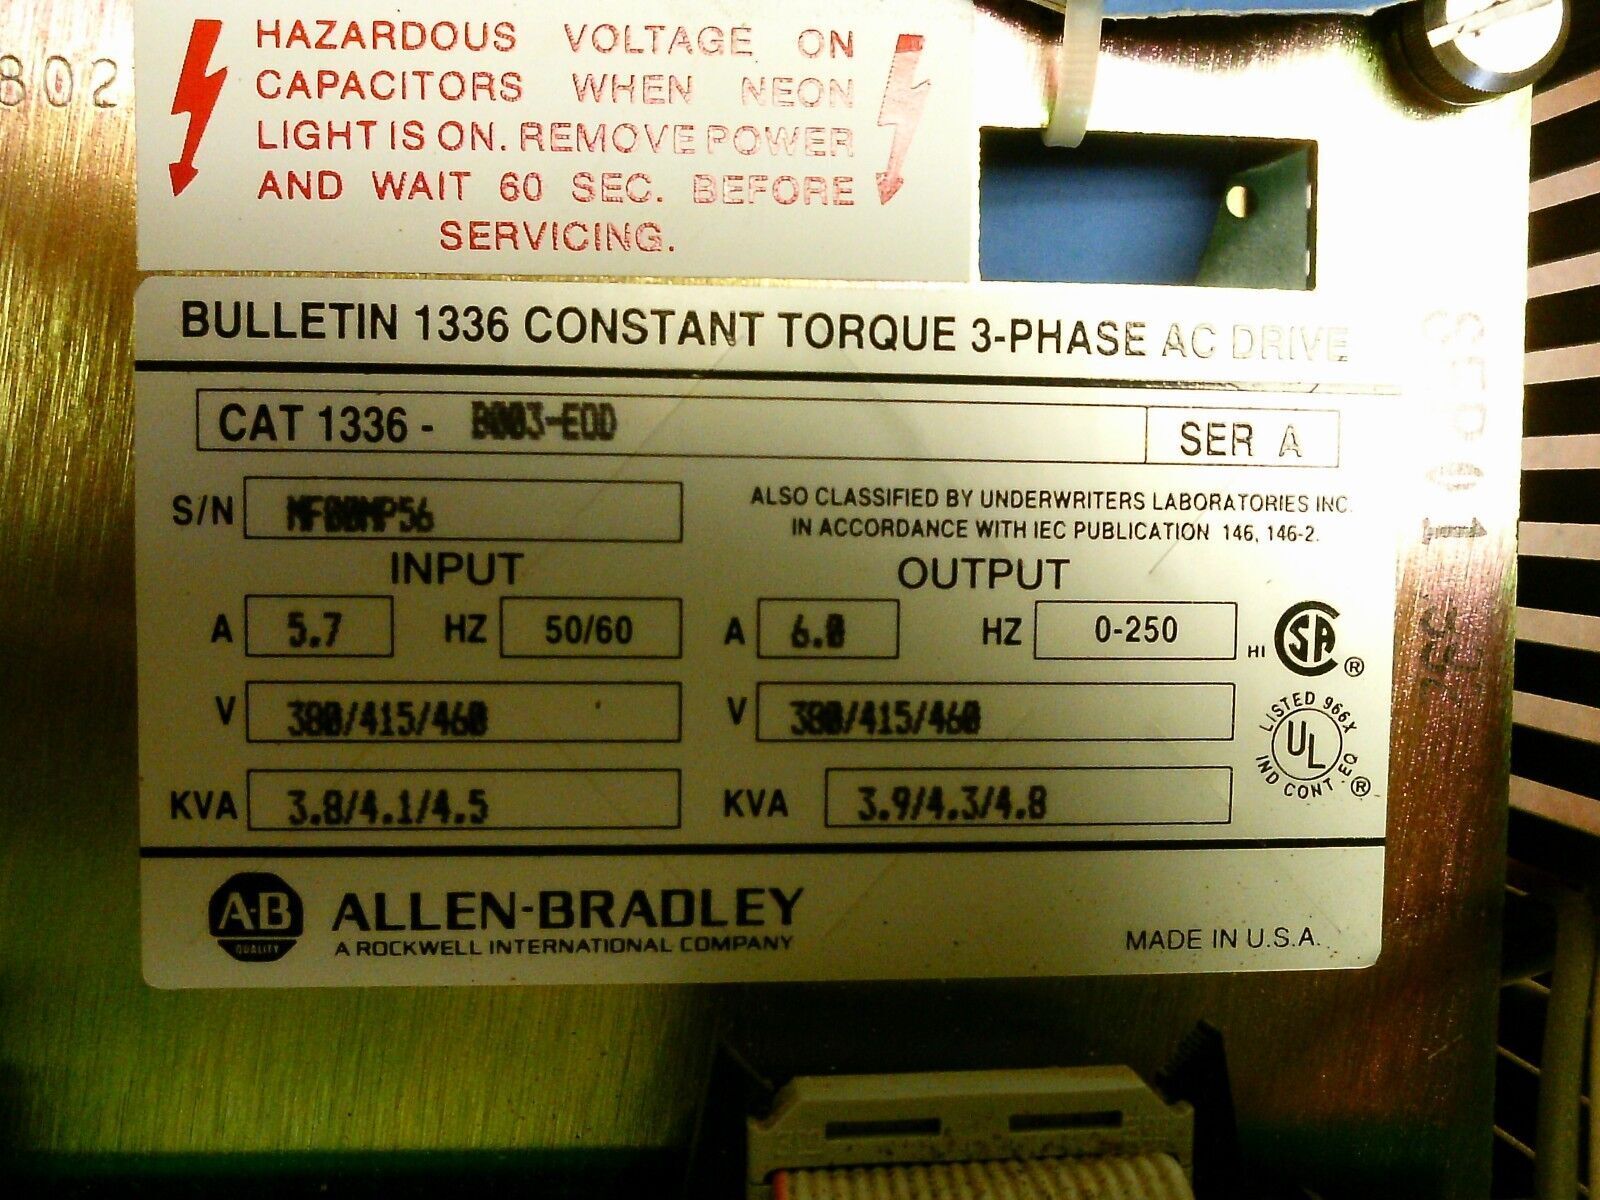 802
HAZARDOUS VOLTAGE ON
CAPACITORS WHEN NEON
LIGHT IS ON. REMOVE POWER
AND WAIT 60 SEC. BEFORE
SERVICING.
BULLETIN 1336 CONSTANT TORQUE 3-PHASE AC DRIVE
CAT 1336 - B003-EOD SER A
S/N MF00MP56
ALSO CLASSIFIED BY UNDERWRITERS LABORATORIES INC.
IN ACCORDANCE WITH IEC PUBLICATION 146, 146-2.
INPUT OUTPUT
A 5.7 HZ 50/60 A 6.0 HZ 0-250
V 380/415/460 V 380/415/460
KVA 3.8/4.1/4.5 KVA 3.9/4.3/4.8
HI SA ®
LISTED 966X
UL ®
IND CONT. EQ
A-B
QUALITY
ALLEN-BRADLEY
A ROCKWELL INTERNATIONAL COMPANY
MADE IN U.S.A.